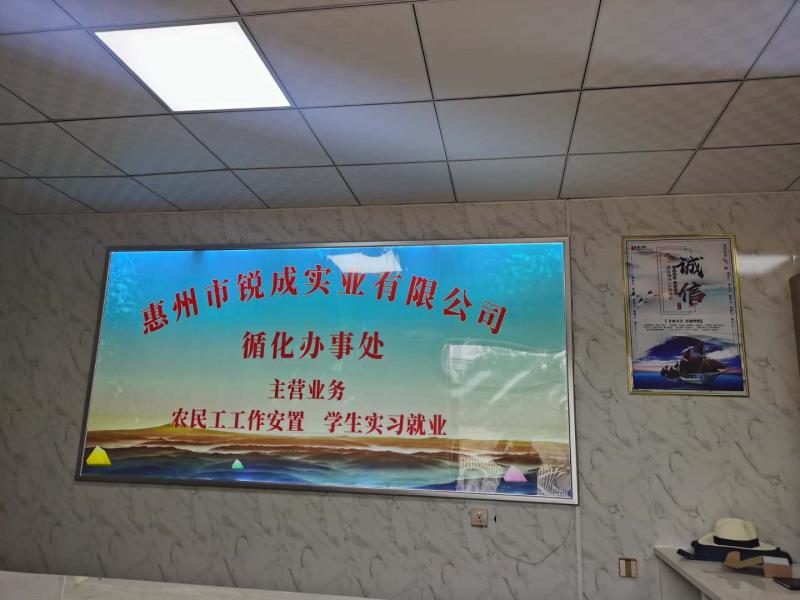 惠州市锐成实业有限公司
循化办事处
主营业务
农民工工作安置 学生实习就业
诚信